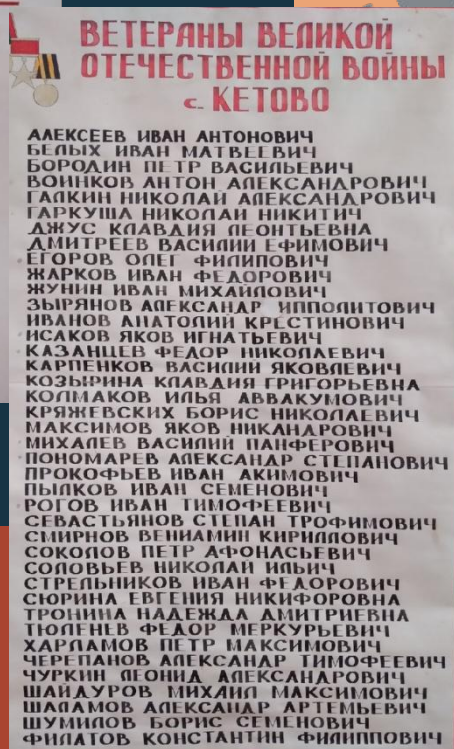 ВЕТЕРАНЫ ВЕЛИКОЙ
ОТЕЧЕСТВЕННОЙ ВОЙНЫ
с. КЕТОВО
АЛЕКСЕЕВ ИВАН АНТОНОВИЧ
БЕЛЫХ ИВАН МАТВЕЕВИЧ
БОРОДИН ПЕТР ВАСИЛЬЕВИЧ
ВОИНКОВ АНТОН АЛЕКСАНДРОВИЧ
ГАЛКИН НИКОЛАЙ АЛЕКСАНДРОВИЧ
ГАРКУША НИКОЛАЙ НИКИТИЧ
ДЖУС КЛАВДИЯ ЛЕОНТЬЕВНА
ДМИТРЕЕВ ВАСИЛИЙ ЕФИМОВИЧ
ЕГОРОВ ОЛЕГ ФИЛИПОВИЧ
ЖАРКОВ ИВАН ФЕДОРОВИЧ
ЖУНИН ИВАН МИХАЙЛОВИЧ
ЗЫРЯНОВ АЛЕКСАНДР ИППОЛИТОВИЧ
ИВАНОВ АНАТОЛИЙ КРЕСТИНОВИЧ
ИСАКОВ ЯКОВ ИГНАТЬЕВИЧ
КАЗАНЦЕВ ФЕДОР НИКОЛАЕВИЧ
КАРПЕНКОВ ВАСИЛИЙ ЯКОВЛЕВИЧ
КОЗЫРИНА КЛАВДИЯ ГРИГОРЬЕВНА
КОЛМАКОВ ИЛЬЯ АВВАКУМОВИЧ
КРЯЖЕВСКИХ БОРИС НИКОЛАЕВИЧ
МАКСИМОВ ЯКОВ НИКАНДРОВИЧ
МИХАЛЕВ ВАСИЛИЙ ПАНФЕРОВИЧ
ПОНОМАРЕВ АЛЕКСАНДР СТЕПАНОВИЧ
ПРОКОФЬЕВ ИВАН АКИМОВИЧ
ПЫЛКОВ ИВАН СЕМЕНОВИЧ
РОГОВ ИВАН ТИМОФЕЕВИЧ
СЕВАСТЬЯНОВ СТЕПАН ТРОФИМОВИЧ
СМИРНОВ ВЕНИАМИН КИРИЛЛОВИЧ
СОКОЛОВ ПЕТР АФОНАСЬЕВИЧ
СОЛОВЬЕВ НИКОЛАЙ ИЛЬИЧ
СТРЕЛЬНИКОВ ИВАН ФЕДОРОВИЧ
СЮРИНА ЕВГЕНИЯ НИКИФОРОВНА
ТРОНИНА НАДЕЖДА ДМИТРИЕВНА
ТЮЛЕНЕВ ФЕДОР МЕРКУРЬЕВИЧ
ХАРЛАМОВ ПЕТР МАКСИМОВИЧ
ЧЕРЕПАНОВ АЛЕКСАНДР ТИМОФЕЕВИЧ
ЧУРКИН ЛЕОНИД АЛЕКСАНДРОВИЧ
ШАЙДУРОВ МИХАИЛ МАКСИМОВИЧ
ШАЛАМОВ АЛЕКСАНДР АРТЕМЬЕВИЧ
ШУМИЛОВ БОРИС СЕМЕНОВИЧ
ФИЛАТОВ КОНСТАНТИН ФИЛИППОВИЧ